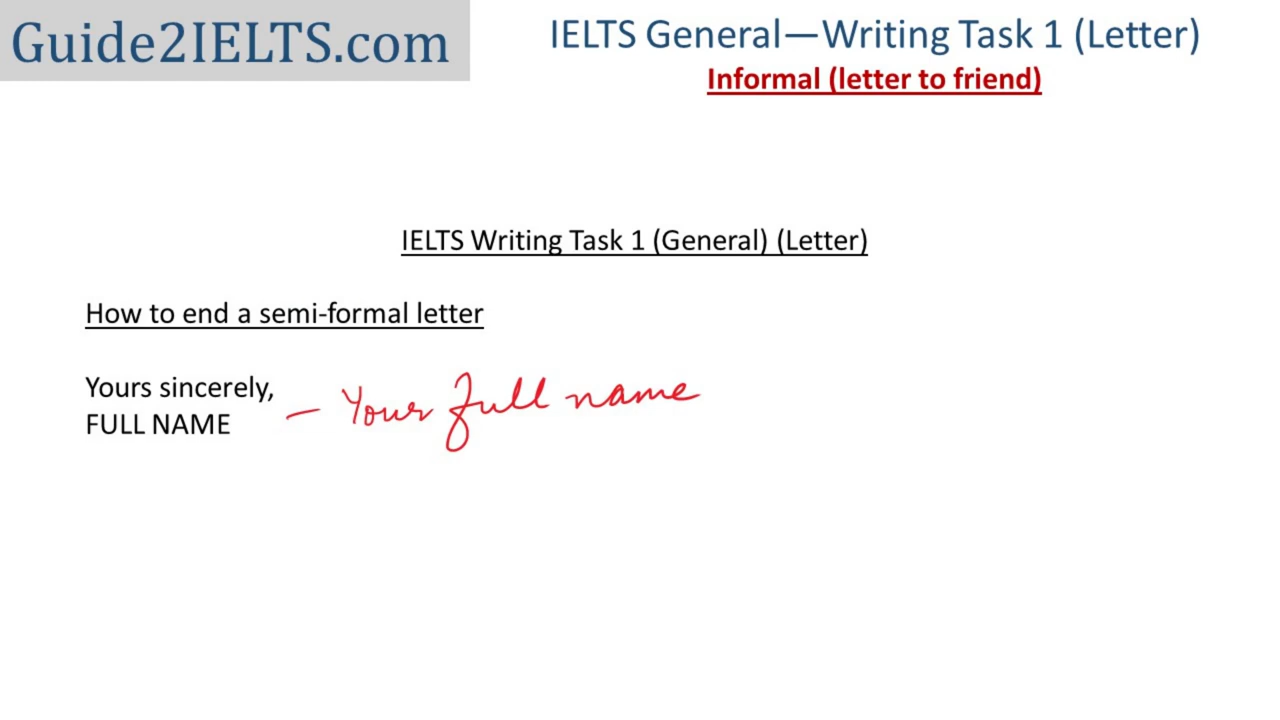 Guide2IELTS.com
IELTS General—Writing Task 1 (Letter)
Informal (letter to friend)
IELTS Writing Task 1 (General) (Letter)
How to end a semi-formal letter
Yours sincerely,
FULL NAME
– Your full name